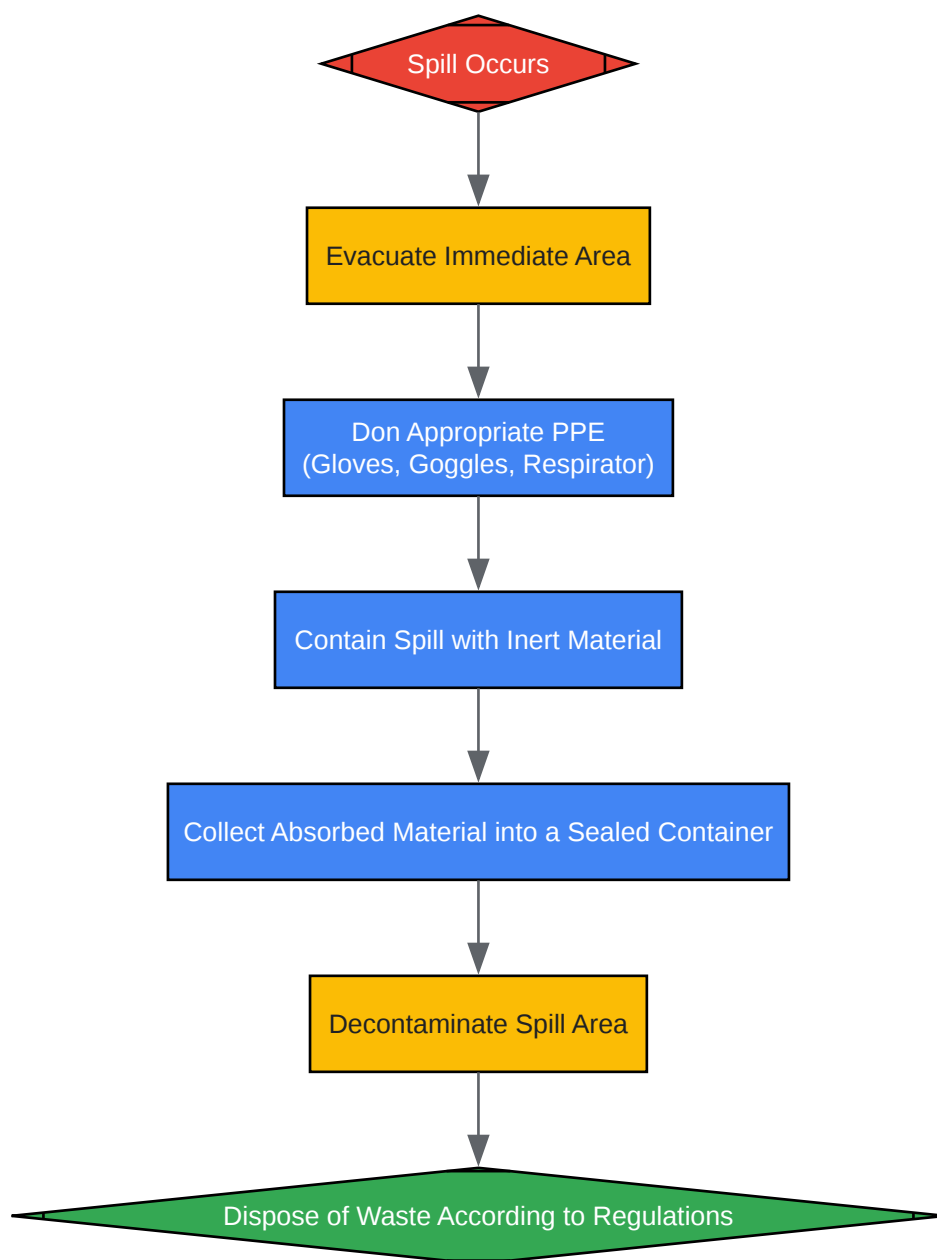 Spill Occurs
Evacuate Immediate Area
Don Appropriate PPE
(Gloves, Goggles, Respirator)
Contain Spill with Inert Material
Collect Absorbed Material into a Sealed Container
Decontaminate Spill Area
Dispose of Waste According to Regulations